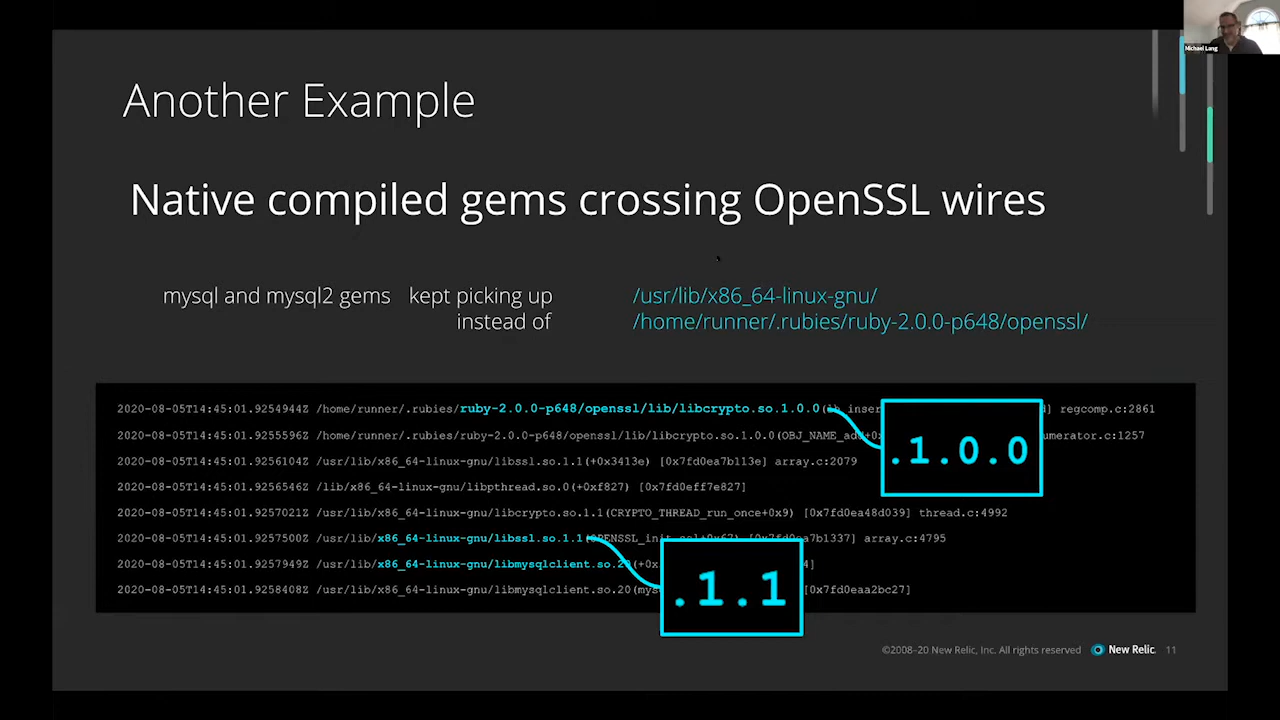 Michael Lang
Another Example
Native compiled gems crossing OpenSSL wires
mysql and mysql2 gems kept picking up /usr/lib/x86_64-linux-gnu/
instead of /home/runner/.rubies/ruby-2.0.0-p648/openssl/
2020-08-05T14:45:01.9254944Z /home/runner/.rubies/ruby-2.0.0-p648/openssl/lib/libcrypto.so.1.0.0( regcomp.c:2861
2020-08-05T14:45:01.9255596Z /home/runner/.rubies/ruby-2.0.0-p648/openssl/lib/libcrypto.so.1.0.0(OBJ_NAME_add+0x umerator.c:1257
.1.0.0
2020-08-05T14:45:01.9256104Z /usr/lib/x86_64-linux-gnu/libssl.so.1.1(+0x3413e) [0x7fd0ea7b113e] array.c:2079
2020-08-05T14:45:01.9256546Z /lib/x86_64-linux-gnu/libpthread.so.0(+0xf827) [0x7fd0eff7e827]
2020-08-05T14:45:01.9257021Z /usr/lib/x86_64-linux-gnu/libcrypto.so.1.1(CRYPTO_THREAD_run_once+0x9) [0x7fd0ea48d039] thread.c:4992
2020-08-05T14:45:01.9257500Z /usr/lib/x86_64-linux-gnu/libssl.so.1.1(OPENSSL_init_ssl+0x67) [0x7fd0ea7b1337] array.c:4795
2020-08-05T14:45:01.9257949Z /usr/lib/x86_64-linux-gnu/libmysqlclient.so.20(+0x 4]
2020-08-05T14:45:01.9258408Z /usr/lib/x86_64-linux-gnu/libmysqlclient.so.20(mys [0x7fd0eaa2bc27]
.1.1
©2008–20 New Relic, Inc. All rights reserved New Relic. 11